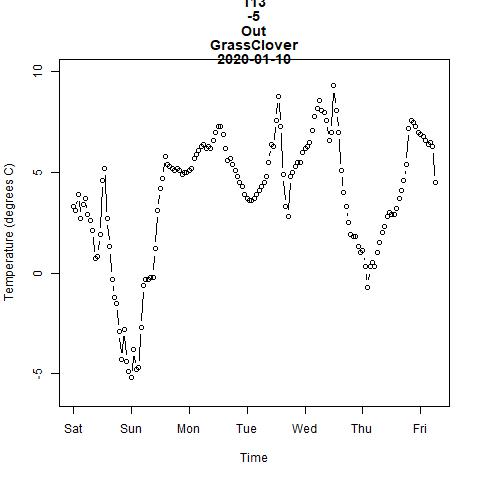 113
-5
Out
GrassClover
2020-01-10
Temperature (degrees C)
10
5
0
-5
Sat
Sun
Mon
Tue
Wed
Thu
Fri
Time